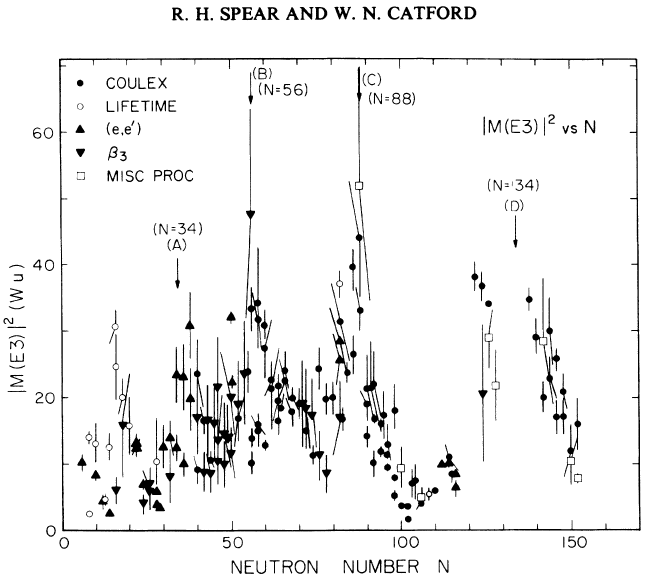 R. H. SPEAR AND W. N. CATFORD
COULEX
LIFETIME
(e,e′)
β₃
MISC PROC
(B)
(N=56)
(C)
(N=88)
|M(E3)|² vs N
(N=34)
(A)
(N=134)
(D)
60
40
20
0
|M(E3)|² (Wu)
0 50 100 150
NEUTRON NUMBER N